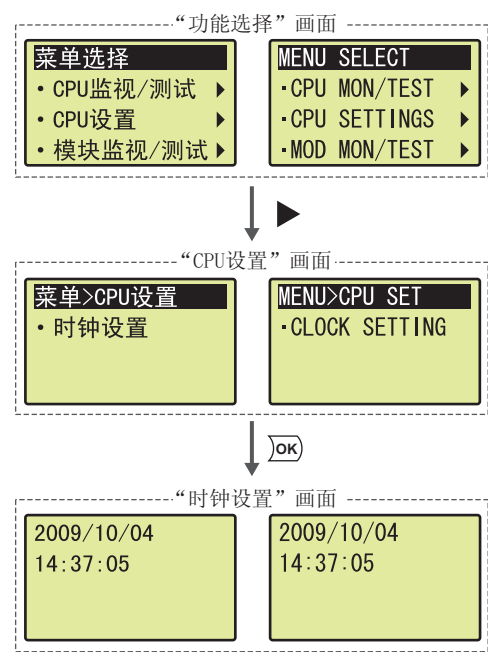 “功能选择”画面
菜单选择
・CPU监视/测试 ▶
・CPU设置 ▶
・模块监视/测试 ▶
MENU SELECT
・CPU MON/TEST ▶
・CPU SETTINGS ▶
・MOD MON/TEST ▶
▶
“CPU设置”画面
菜单>CPU设置
・时钟设置
MENU>CPU SET
・CLOCK SETTING
OK
“时钟设置”画面
2009/10/04
14:37:05
2009/10/04
14:37:05